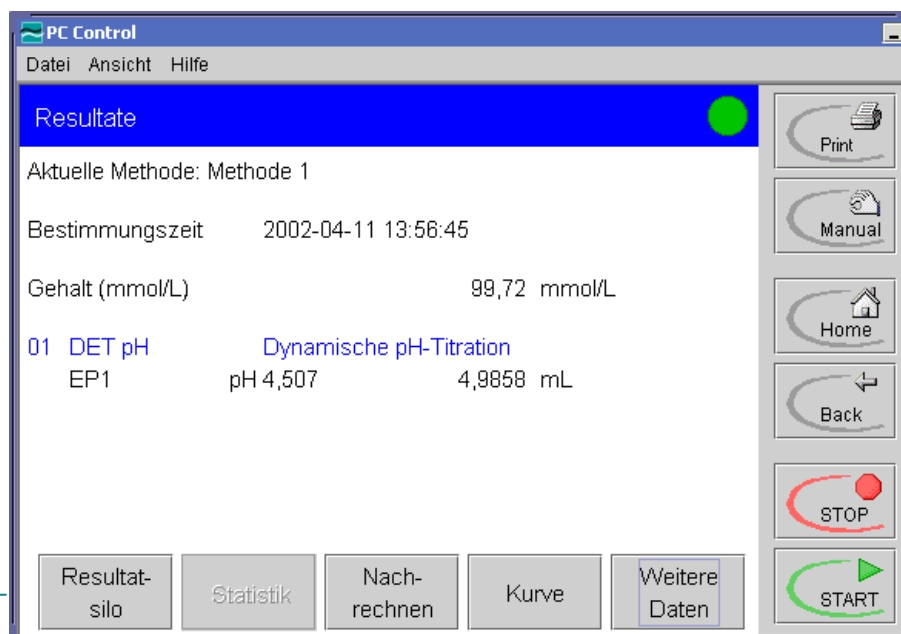 PC Control
Datei Ansicht Hilfe
Resultate
Aktuelle Methode: Methode 1
Bestimmungszeit 2002-04-11 13:56:45
Gehalt (mmol/L) 99,72 mmol/L
01 DET pH Dynamische pH-Titration
EP1 pH 4,507 4,9858 mL
Resultat-
silo
Statistik
Nach-
rechnen
Kurve
Weitere
Daten
Print
Manual
Home
Back
STOP
START